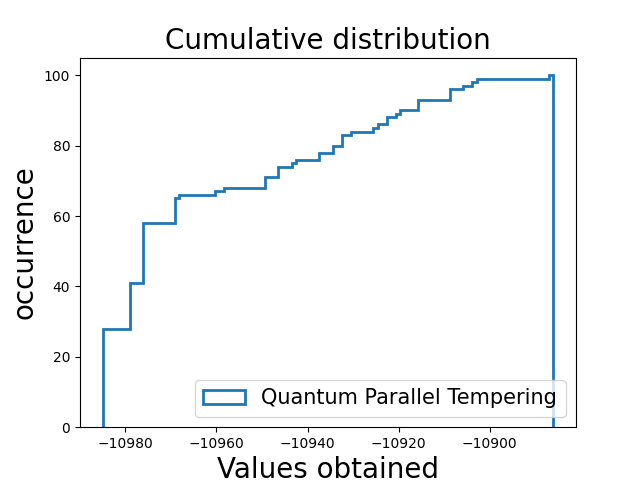 Cumulative distribution
100
80
60
40
20
0
occurrence
Quantum Parallel Tempering
−10980 −10960 −10940 −10920 −10900
Values obtained